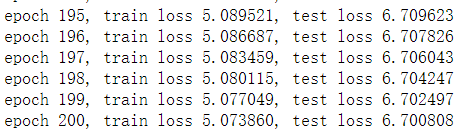 epoch 195, train loss 5.089521, test loss 6.709623
epoch 196, train loss 5.086687, test loss 6.707826
epoch 197, train loss 5.083459, test loss 6.706043
epoch 198, train loss 5.080115, test loss 6.704247
epoch 199, train loss 5.077049, test loss 6.702497
epoch 200, train loss 5.073860, test loss 6.700808